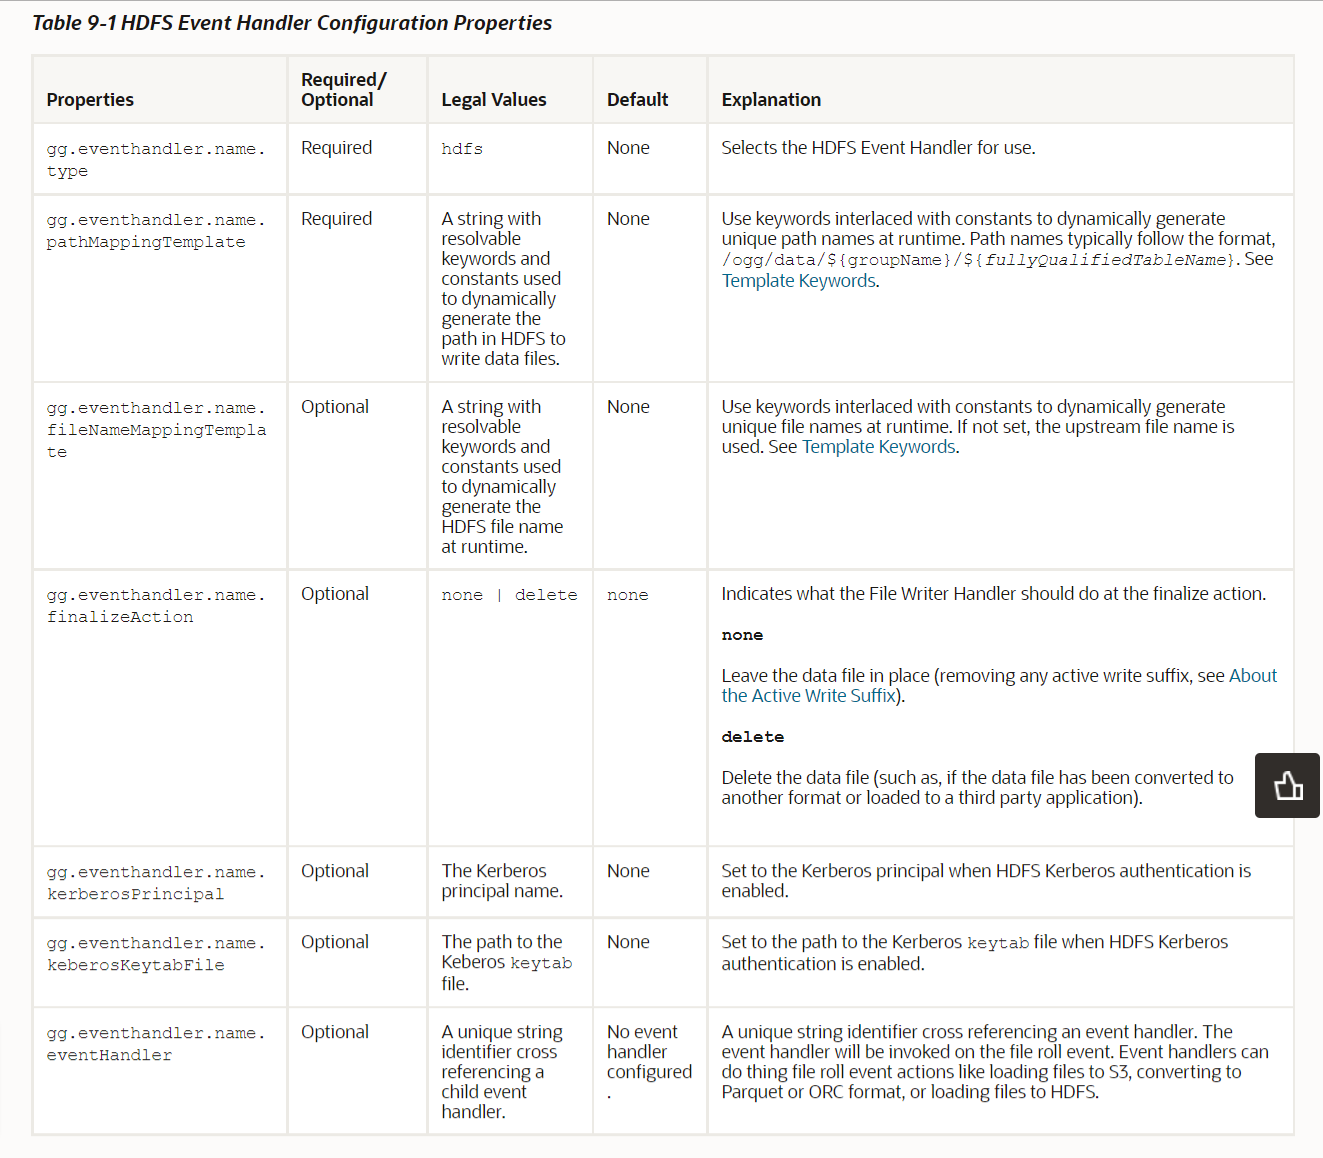 Table 9-1 HDFS Event Handler Configuration Properties
Properties
Required/
Optional
Legal Values
Default
Explanation
gg.eventhandler.name.
type
Required
hdfs
None
Selects the HDFS Event Handler for use.
gg.eventhandler.name.
pathMappingTemplate
Required
A string with
resolvable
keywords and
constants used
to dynamically
generate the
path in HDFS to
write data files.
None
Use keywords interlaced with constants to dynamically generate
unique path names at runtime. Path names typically follow the format,
/ogg/data/${groupName}/${fullyQualifiedTableName}. See
Template Keywords.
gg.eventhandler.name.
fileNameMappingTempla
te
Optional
A string with
resolvable
keywords and
constants used
to dynamically
generate the
HDFS file name
at runtime.
None
Use keywords interlaced with constants to dynamically generate
unique file names at runtime. If not set, the upstream file name is
used. See Template Keywords.
gg.eventhandler.name.
finalizeAction
Optional
none | delete
none
Indicates what the File Writer Handler should do at the finalize action.
none
Leave the data file in place (removing any active write suffix, see About
the Active Write Suffix).
delete
Delete the data file (such as, if the data file has been converted to
another format or loaded to a third party application).
gg.eventhandler.name.
kerberosPrincipal
Optional
The Kerberos
principal name.
None
Set to the Kerberos principal when HDFS Kerberos authentication is
enabled.
gg.eventhandler.name.
keberosKeytabFile
Optional
The path to the
Keberos keytab
file.
None
Set to the path to the Kerberos keytab file when HDFS Kerberos
authentication is enabled.
gg.eventhandler.name.
eventHandler
Optional
A unique string
identifier cross
referencing a
child event
handler.
No event
handler
configured
.
A unique string identifier cross referencing an event handler. The
event handler will be invoked on the file roll event. Event handlers can
do thing file roll event actions like loading files to S3, converting to
Parquet or ORC format, or loading files to HDFS.